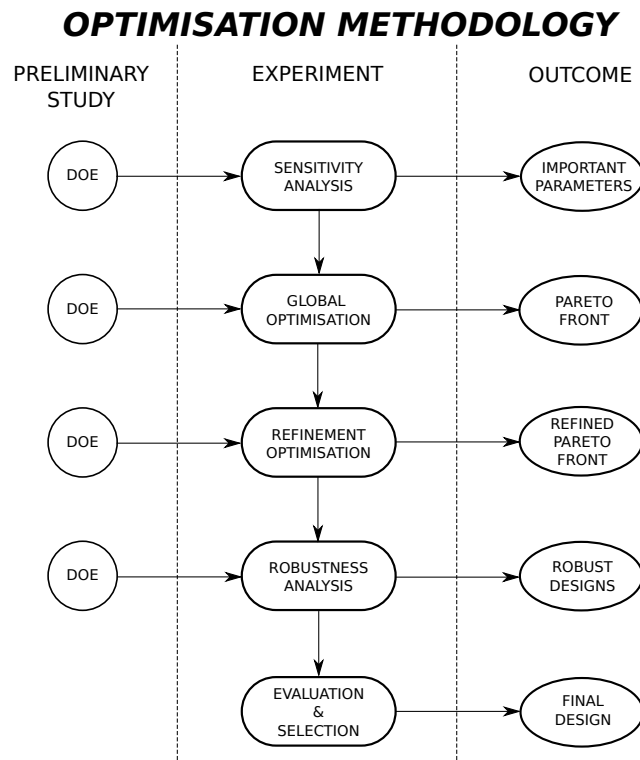 OPTIMISATION METHODOLOGY
PRELIMINARY
STUDY
EXPERIMENT
OUTCOME
DOE
SENSITIVITY
ANALYSIS
IMPORTANT
PARAMETERS
DOE
GLOBAL
OPTIMISATION
PARETO
FRONT
DOE
REFINEMENT
OPTIMISATION
REFINED
PARETO
FRONT
DOE
ROBUSTNESS
ANALYSIS
ROBUST
DESIGNS
EVALUATION
&
SELECTION
FINAL
DESIGN